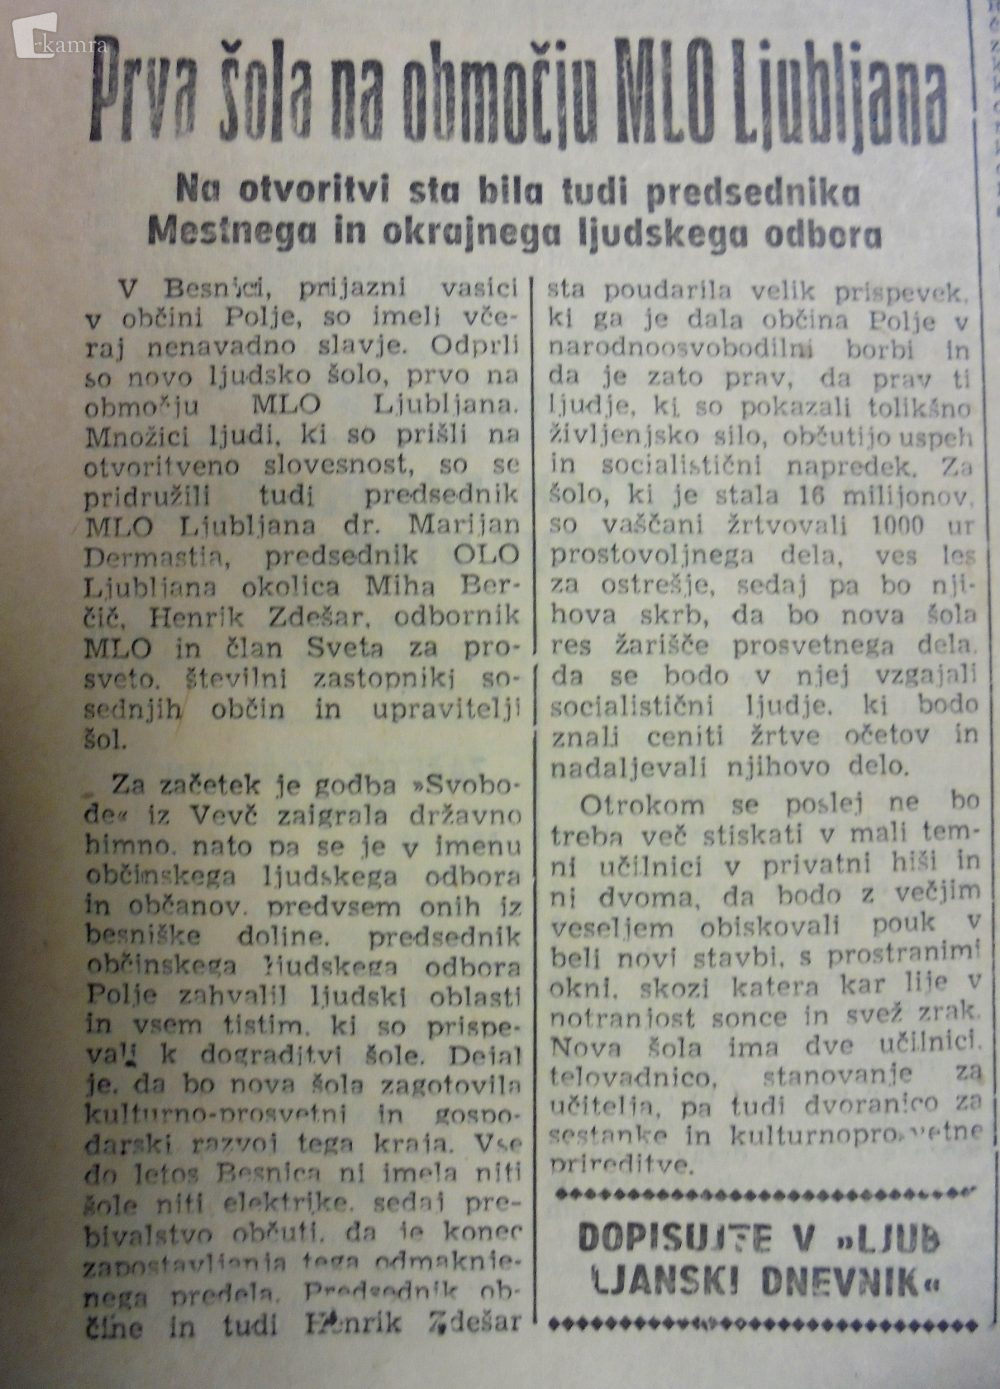 kamra
Prva šola na območju MLO Ljubljana
Na otvoritvi sta bila tudi predsednika
Mestnega in okrajnega ljudskega odbora
V Besnici, prijazni vasici
v občini Polje, so imeli vče-
raj nenavadno slavje. Odprli
so novo ljudsko šolo, prvo na
območju MLO Ljubljana.
Množici ljudi, ki so prišli na
otvoritveno slovesnost, so se
pridružili tudi predsednik
MLO Ljubljana dr. Marijan
Dermastia, predsednik OLO
Ljubljana okolica Miha Ber-
čič, Henrik Zdešar, odbornik
MLO in član Sveta za pro-
sveto, številni zastopniki so-
sednjih občin in upravitelji
šol.
Za začetek je godba »Svobo-
de« iz Vevč zaigrala državno
himno, nato pa se je v imenu
občinskega ljudskega odbora
in občanov, predvsem onih iz
besniške doline, predsednik
občinskega ljudskega odbora
Polje zahvalil ljudski oblasti
in vsem tistim, ki so prispe-
vali k dograditvi šole. Dejal
je, da bo nova šola zagotovila
kulturno-prosvetni in gospo-
darski razvoj tega kraja. Vse
do letos Besnica ni imela niti
šole niti elektrike, sedaj pre-
bivalstvo občuti, da je konec
zapostavljanja tega odmaknje-
nega predela. Predsednik ob-
čine in tudi Henrik Zdešar
sta poudarila velik prispevek,
ki ga je dala občina Polje v
narodnoosvobodilni borbi in
da je zato prav, da prav ti
ljudje, ki so pokazali tolikšno
življenjsko silo, občutijo uspeh
in socialistični napredek. Za
šolo, ki je stala 16 milijonov,
so vaščani žrtvovali 1000 ur
prostovoljnega dela, ves les
za ostrešje, sedaj pa bo nji-
hova skrb, da bo nova šola
res žarišče prosvetnega dela,
da se bodo v njej vzgajali
socialistični ljudje, ki bodo
znali ceniti žrtve očetov in
nadaljevali njihovo delo.
Otrokom se poslej ne bo
treba več stiskati v mali tem-
ni učilnici v privatni hiši in
ni dvoma, da bodo z večjim
veseljem obiskovali pouk v
beli novi stavbi, s prostranimi
okni, skozi katera kar lije v
notranjost sonce in svež zrak.
Nova šola ima dve učilnici,
telovadnico, stanovanje za
učitelja, pa tudi dvoranico za
sestanke in kulturnoprosvetne
prireditve.
DOPISUJTE V »LJUB
LJANSKI DNEVNIK«